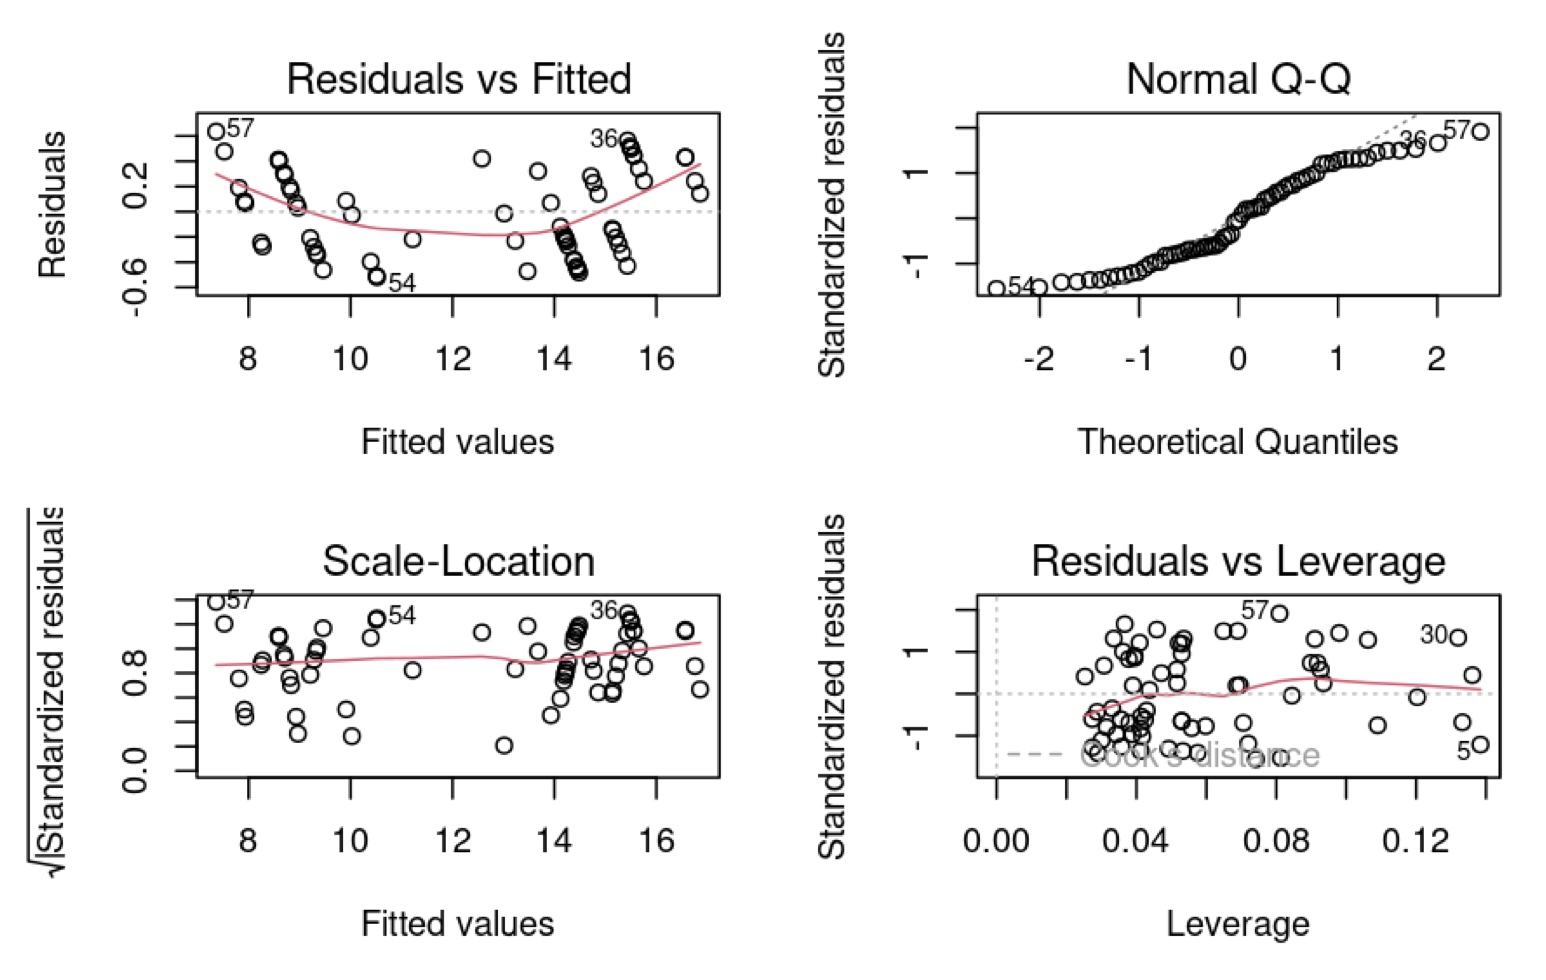 Residuals vs Fitted
Residuals
0.2
-0.6
57
36
54
8 10 12 14 16
Fitted values
Normal Q-Q
Standardized residuals
1
-1
54
36
57
-2 -1 0 1 2
Theoretical Quantiles
Scale-Location
√|Standardized residuals
0.8
0.0
57
54
36
8 10 12 14 16
Fitted values
Residuals vs Leverage
Standardized residuals
1
-1
57
30
5
Cook's distance
0.00 0.04 0.08 0.12
Leverage